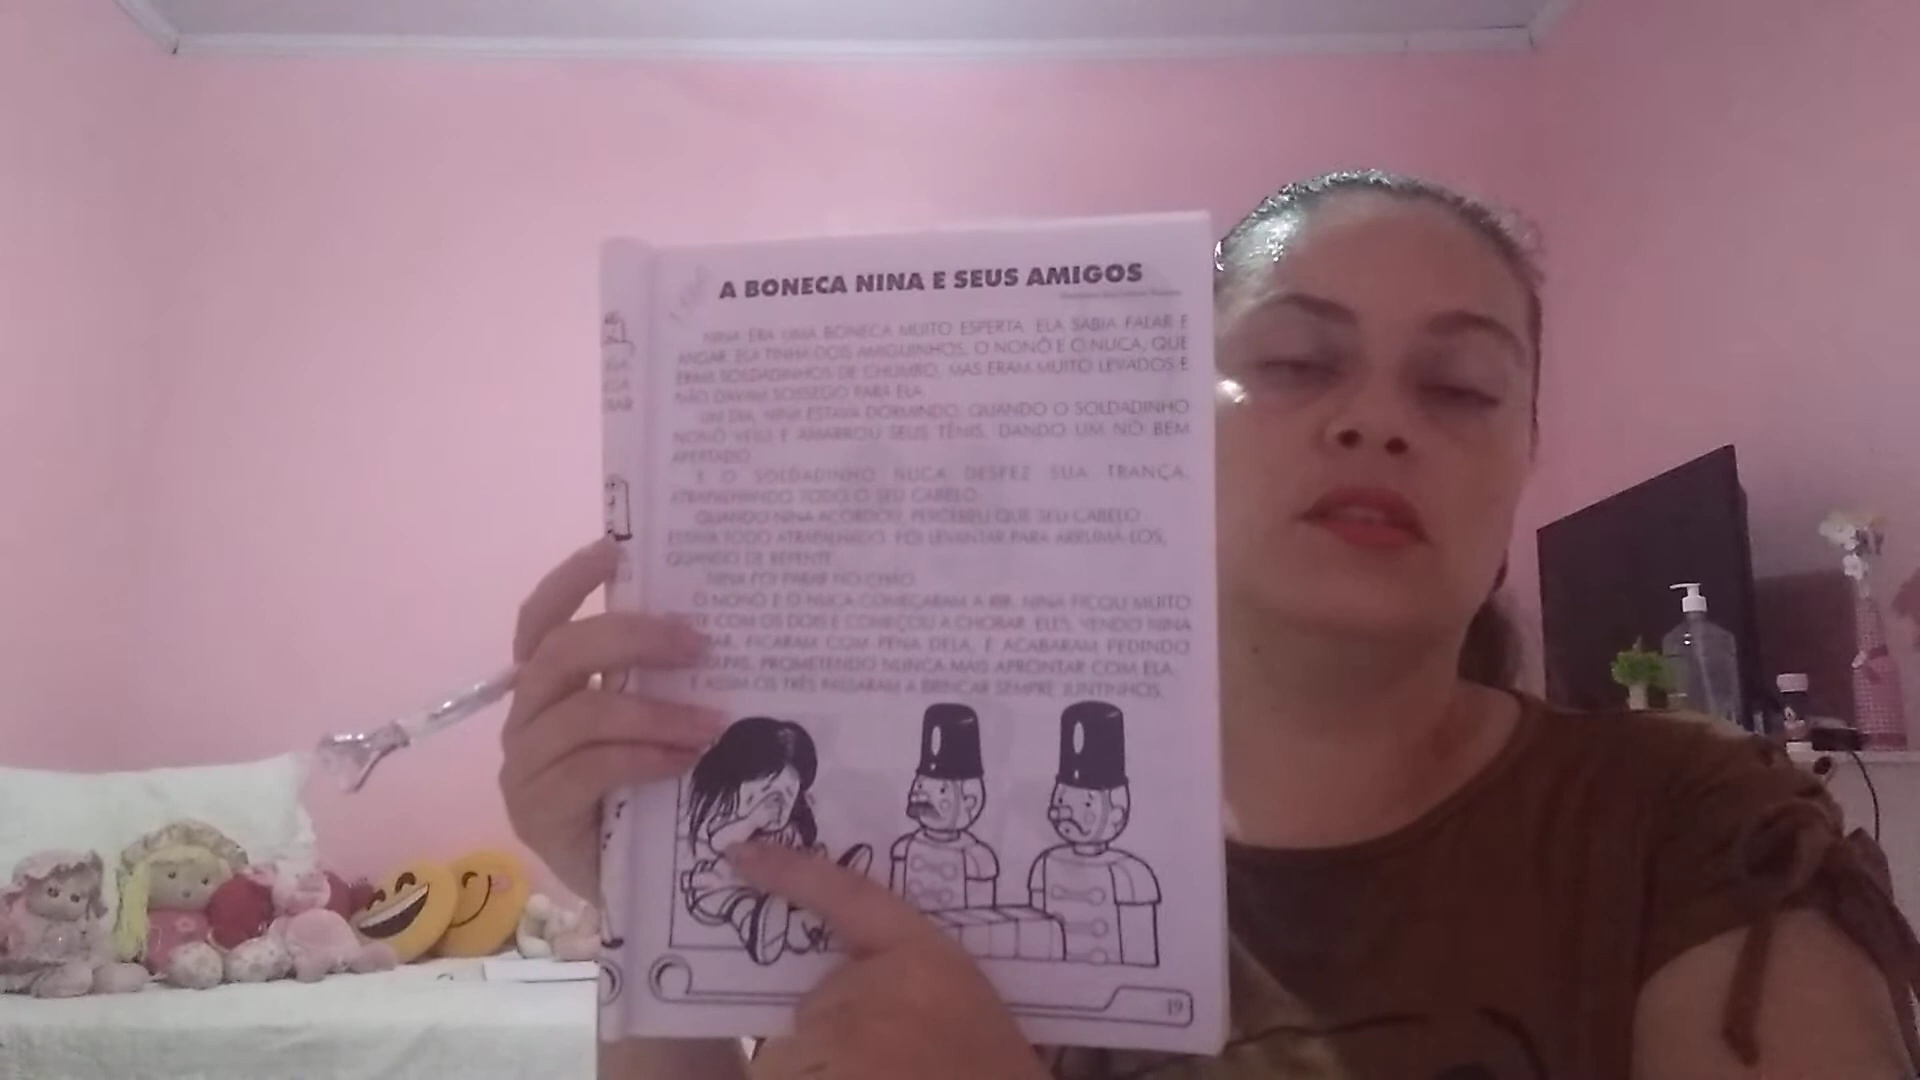 A BONECA NINA E SEUS AMIGOS
NINA ERA UMA BONECA MUITO ESPERTA. ELA SABIA FALAR E
ANDAR. ELA TINHA DOIS AMIGUINHOS, O NONÔ E O NUCA, QUE
ERAM SOLDADINHOS DE CHUMBO, MAS ERAM MUITO LEVADOS E
NÃO DAVAM SOSSEGO PARA ELA.
UM DIA, NINA ESTAVA DORMINDO, QUANDO O SOLDADINHO
NONÔ VEIO E AMARROU SEUS TÊNIS, DANDO UM NÓ BEM
APERTADO.
E O SOLDADINHO NUCA DESFEZ SUA TRANÇA,
ATRAPALHANDO TODO O SEU CABELO.
QUANDO NINA ACORDOU, PERCEBEU QUE SEU CABELO
ESTAVA TODO ATRAPALHADO. FOI LEVANTAR PARA ARRUMÁ-LOS,
QUANDO DE REPENTE...
NINA FOI PARAR NO CHÃO.
O NONÔ E O NUCA COMEÇARAM A RIR. NINA FICOU MUITO
COM OS DOIS E COMEÇOU A CHORAR. ELES, VENDO NINA
FICARAM COM PENA DELA, E ACABARAM PEDINDO
PROMETENDO NUNCA MAIS APRONTAR COM ELA.
E ASSIM OS TRÊS PASSARAM A BRINCAR SEMPRE JUNTINHOS.
19